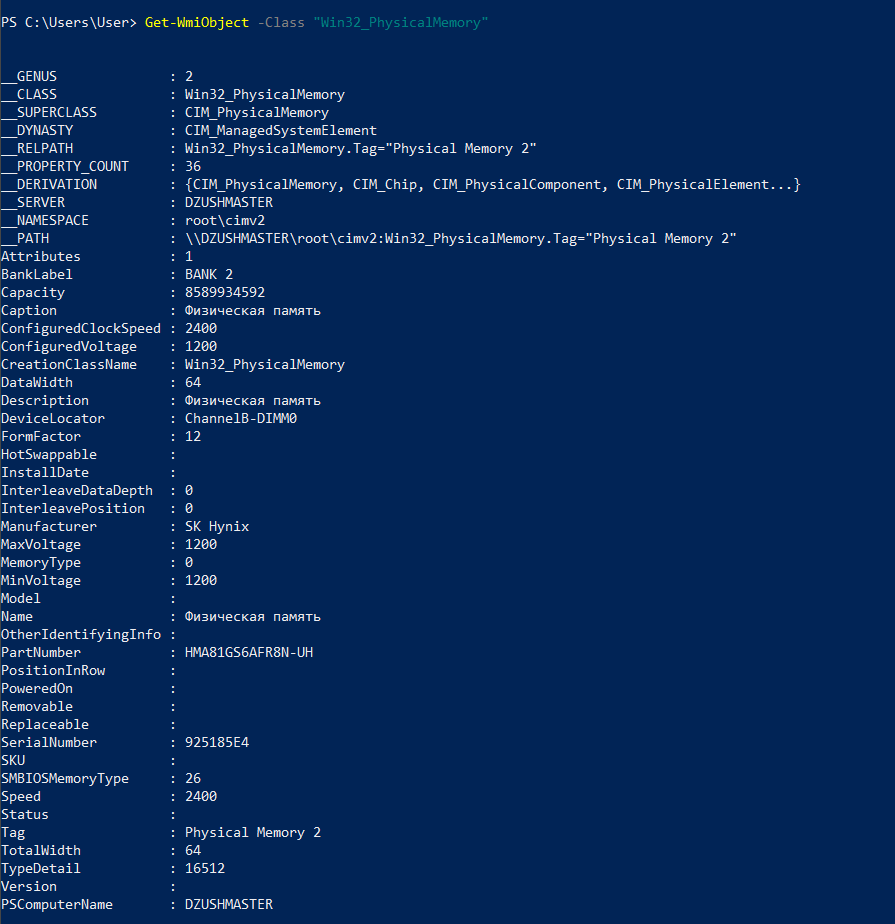 PS C:\Users\User> Get-WmiObject -Class "Win32_PhysicalMemory"
__GENUS : 2
__CLASS : Win32_PhysicalMemory
__SUPERCLASS : CIM_PhysicalMemory
__DYNASTY : CIM_ManagedSystemElement
__RELPATH : Win32_PhysicalMemory.Tag="Physical Memory 2"
__PROPERTY_COUNT : 36
__DERIVATION : {CIM_PhysicalMemory, CIM_Chip, CIM_PhysicalComponent, CIM_PhysicalElement...}
__SERVER : DZUSHMASTER
__NAMESPACE : root\cimv2
__PATH : \\DZUSHMASTER\root\cimv2:Win32_PhysicalMemory.Tag="Physical Memory 2"
Attributes : 1
BankLabel : BANK 2
Capacity : 8589934592
Caption : Физическая память
ConfiguredClockSpeed : 2400
ConfiguredVoltage : 1200
CreationClassName : Win32_PhysicalMemory
DataWidth : 64
Description : Физическая память
DeviceLocator : ChannelB-DIMM0
FormFactor : 12
HotSwappable :
InstallDate :
InterleaveDataDepth : 0
InterleavePosition : 0
Manufacturer : SK Hynix
MaxVoltage : 1200
MemoryType : 0
MinVoltage : 1200
Model :
Name : Физическая память
OtherIdentifyingInfo :
PartNumber : HMA81GS6AFR8N-UH
PositionInRow :
PoweredOn :
Removable :
Replaceable :
SerialNumber : 925185E4
SKU :
SMBIOSMemoryType : 26
Speed : 2400
Status :
Tag : Physical Memory 2
TotalWidth : 64
TypeDetail : 16512
Version :
PSComputerName : DZUSHMASTER